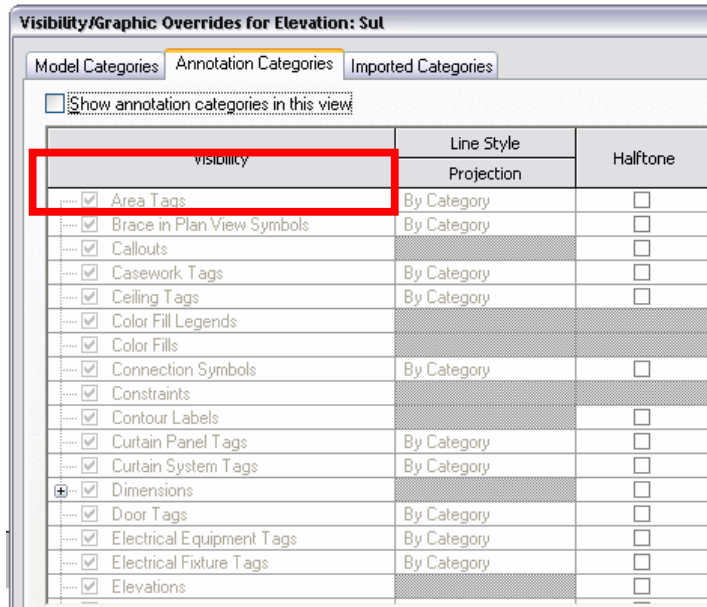 Visibility/Graphic Overrides for Elevation: Sul
Model Categories Annotation Categories Imported Categories
Show annotation categories in this view
Visibility Line Style Halftone
Projection
Area Tags By Category
Brace in Plan View Symbols By Category
Callouts
Casework Tags By Category
Ceiling Tags By Category
Color Fill Legends
Color Fills
Connection Symbols By Category
Constraints
Contour Labels
Curtain Panel Tags By Category
Curtain System Tags By Category
Dimensions
Door Tags By Category
Electrical Equipment Tags By Category
Electrical Fixture Tags By Category
Elevations